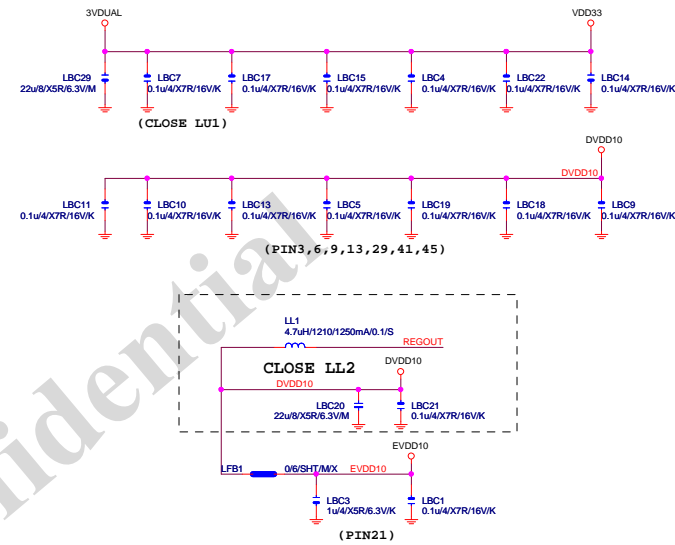 3VDUAL
VDD33
LBC29
22u/8/X5R/6.3V/M
LBC7
0.1u/4/X7R/16V/K
LBC17
0.1u/4/X7R/16V/K
LBC15
0.1u/4/X7R/16V/K
LBC4
0.1u/4/X7R/16V/K
LBC22
0.1u/4/X7R/16V/K
LBC14
0.1u/4/X7R/16V/K
(CLOSE LU1)
DVDD10
DVDD10
LBC11
0.1u/4/X7R/16V/K
LBC10
0.1u/4/X7R/16V/K
LBC13
0.1u/4/X7R/16V/K
LBC5
0.1u/4/X7R/16V/K
LBC19
0.1u/4/X7R/16V/K
LBC18
0.1u/4/X7R/16V/K
LBC9
0.1u/4/X7R/16V/K
(PIN3,6,9,13,29,41,45)
LL1
4.7uH/1210/1250mA/0.1/S
REGOUT
CLOSE LL2
DVDD10
DVDD10
LBC20
22u/8/X5R/6.3V/M
LBC21
0.1u/4/X7R/16V/K
EVDD10
LFB1
0/6/SHT/M/X
EVDD10
LBC3
1u/4/X5R/6.3V/K
LBC1
0.1u/4/X7R/16V/K
(PIN21)
fidential